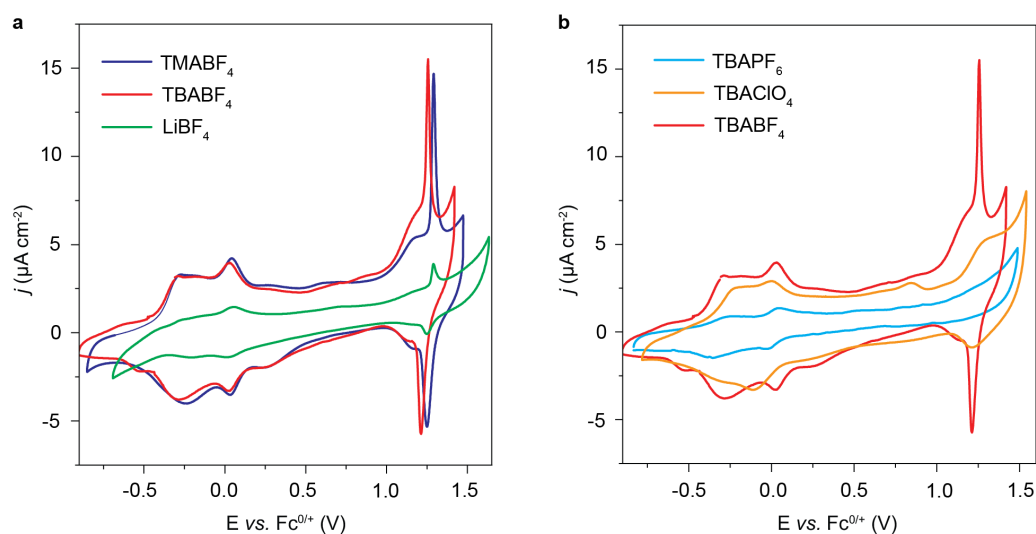 a
TMABF₄
TBABF₄
LiBF₄
15
10
5
0
-5
j (µA cm⁻²)
-0.5
0.0
0.5
1.0
1.5
E vs. Fc⁰/⁺ (V)
b
TBAPF₆
TBAClO₄
TBABF₄
15
10
5
0
-5
j (µA cm⁻²)
-0.5
0.0
0.5
1.0
1.5
E vs. Fc⁰/⁺ (V)